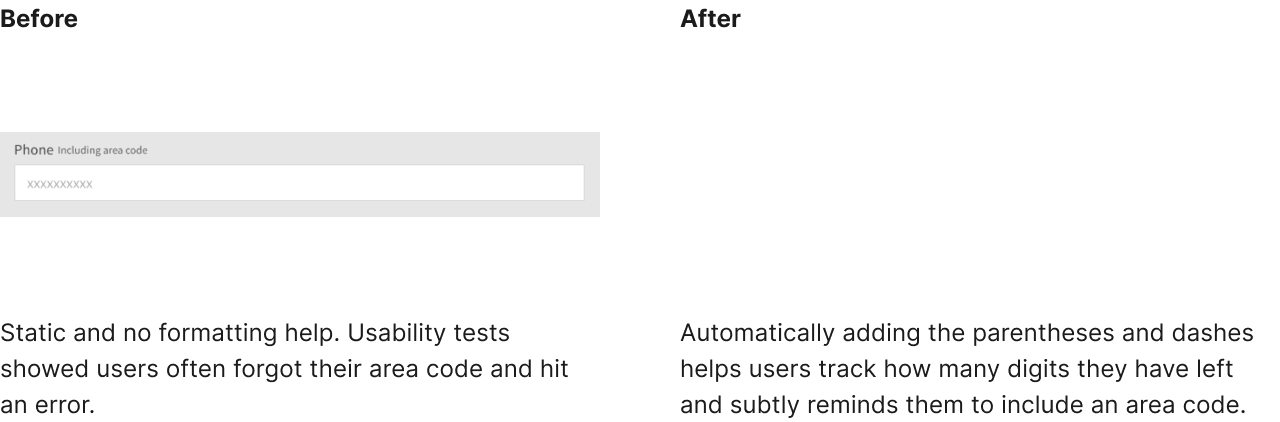 Before
Phone Including area code
xxxxxxxxxx
Static and no formatting help. Usability tests
showed users often forgot their area code and hit
an error.
After
Automatically adding the parentheses and dashes
helps users track how many digits they have left
and subtly reminds them to include an area code.